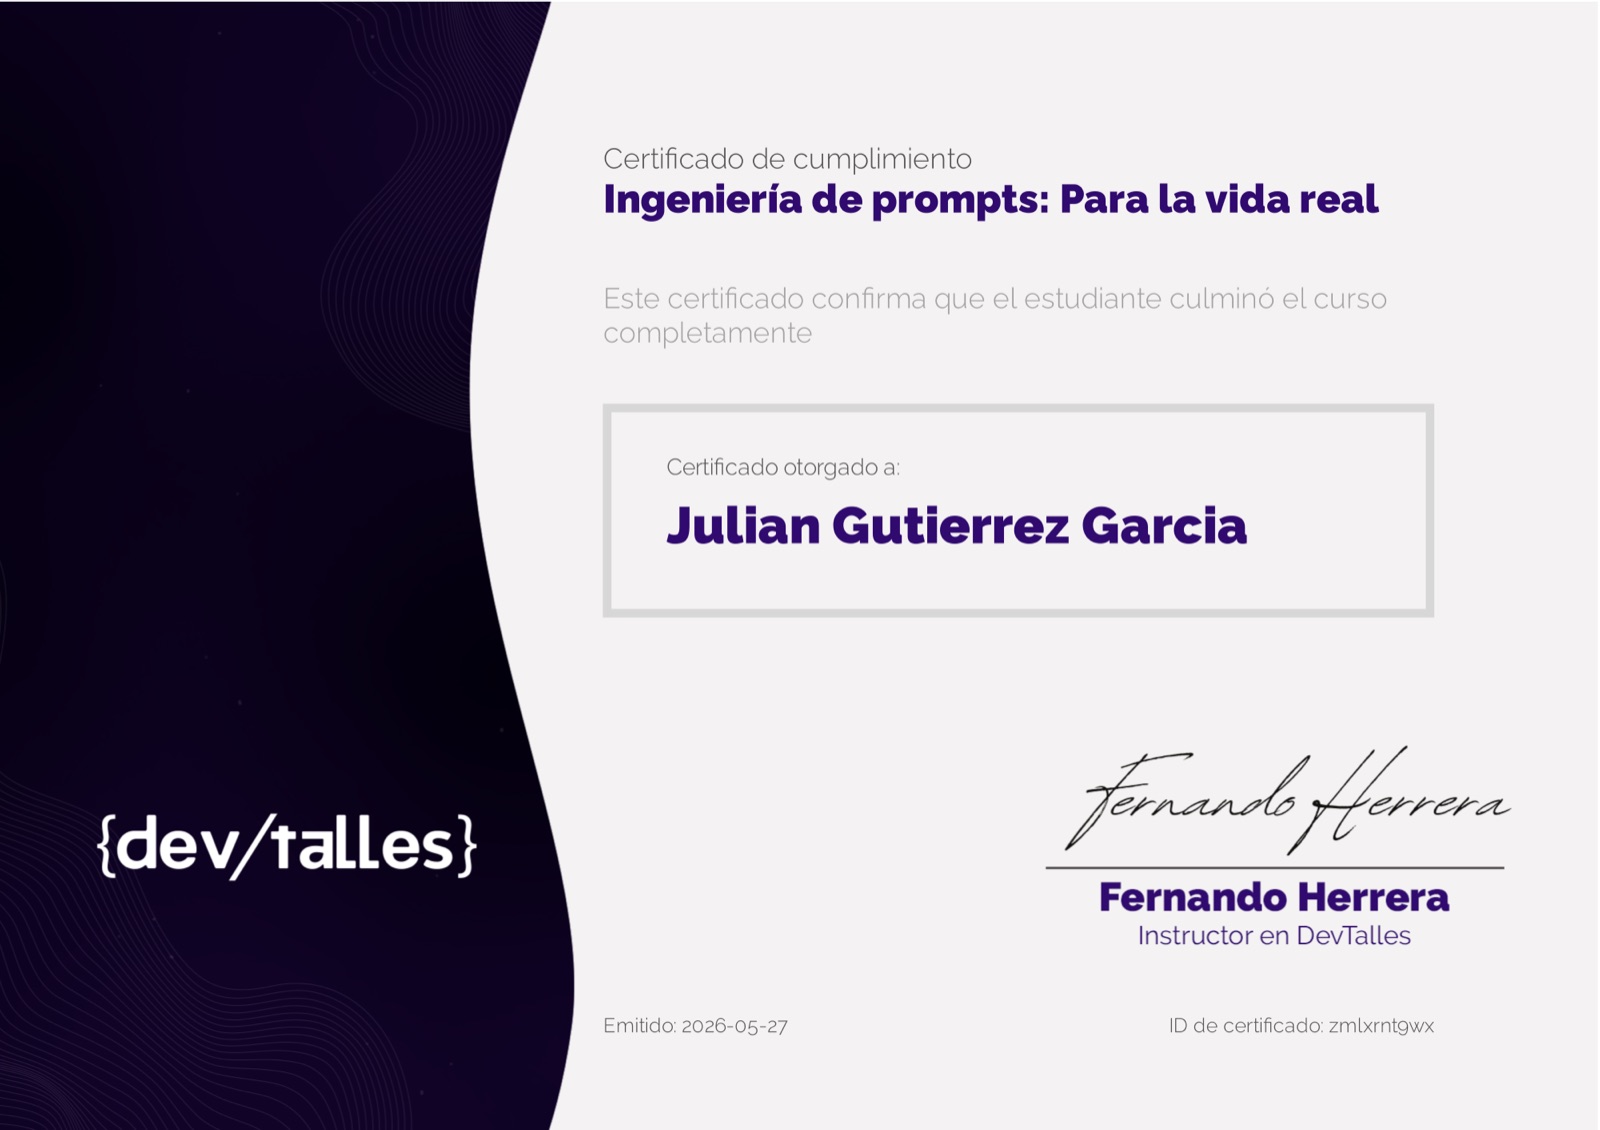 Certificado de cumplimiento
Ingeniería de prompts: Para la vida real
Este certificado confirma que el estudiante culminó el curso
completamente
Certificado otorgado a:
Julian Gutierrez Garcia
{dev/talles}
Fernando Herrera
Fernando Herrera
Instructor en DevTalles
Emitido: 2026-05-27
ID de certificado: zmlxrnt9wx